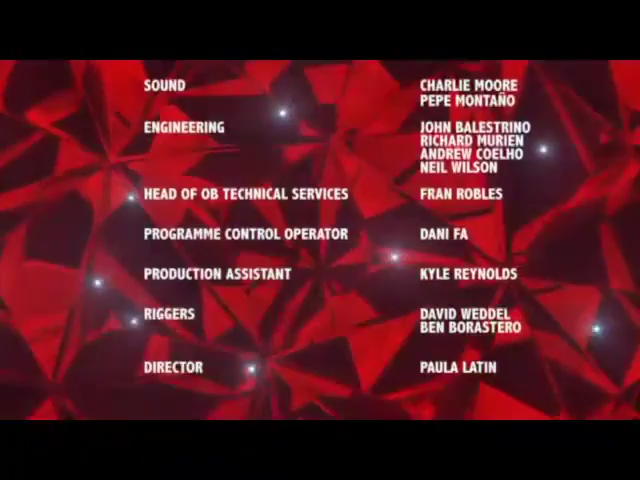 SOUND CHARLIE MOORE
PEPE MONTAÑO
ENGINEERING JOHN BALESTRINO
RICHARD MURIEN
ANDREW COELHO
NEIL WILSON
HEAD OF OB TECHNICAL SERVICES FRAN ROBLES
PROGRAMME CONTROL OPERATOR DANI FA
PRODUCTION ASSISTANT KYLE REYNOLDS
RIGGERS DAVID WEDDEL
BEN BORASTERO
DIRECTOR PAULA LATIN